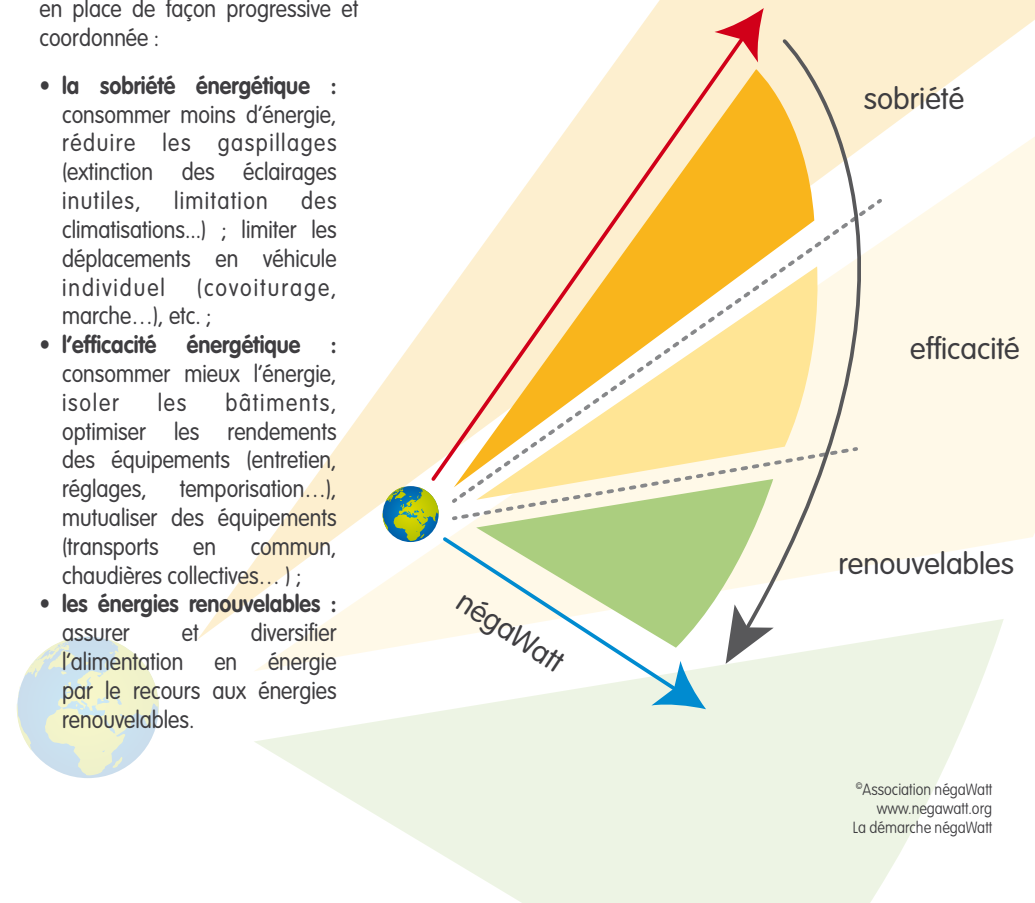 en place de façon progressive et
coordonnée :
• la sobriété énergétique :
consommer moins d'énergie,
réduire les gaspillages
(extinction des éclairages
inutiles, limitation des
climatisations...) ; limiter les
déplacements en véhicule
individuel (covoiturage,
marche…), etc. ;
• l'efficacité énergétique :
consommer mieux l'énergie,
isoler les bâtiments,
optimiser les rendements
des équipements (entretien,
réglages, temporisation…),
mutualiser des équipements
(transports en commun,
chaudières collectives… ) ;
• les énergies renouvelables :
assurer et diversifier
l'alimentation en énergie
par le recours aux énergies
renouvelables.
sobriété
efficacité
renouvelables
négaWatt
©Association négaWatt
www.negawatt.org
La démarche négaWatt